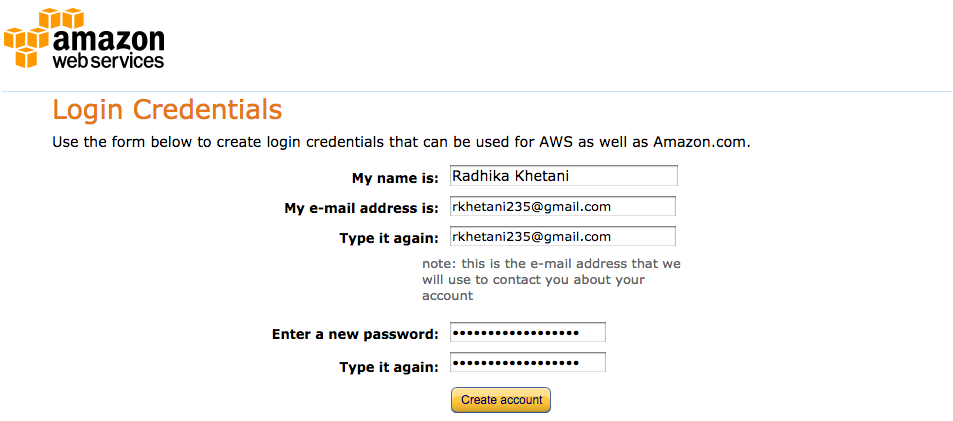 amazon
web services
Login Credentials
Use the form below to create login credentials that can be used for AWS as well as Amazon.com.
My name is: Radhika Khetani
My e-mail address is: rkhetani235@gmail.com
Type it again: rkhetani235@gmail.com
note: this is the e-mail address that we
will use to contact you about your
account
Enter a new password: ••••••••••••••••••
Type it again: ••••••••••••••••••
Create account